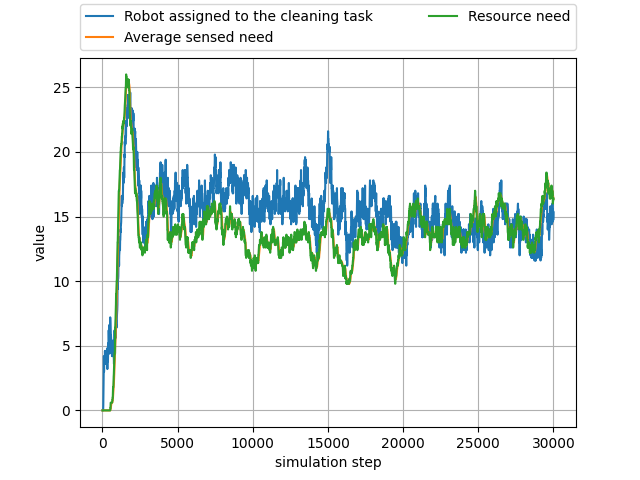 Robot assigned to the cleaning task
Average sensed need
Resource need
25
20
15
10
5
0
value
0 5000 10000 15000 20000 25000 30000
simulation step